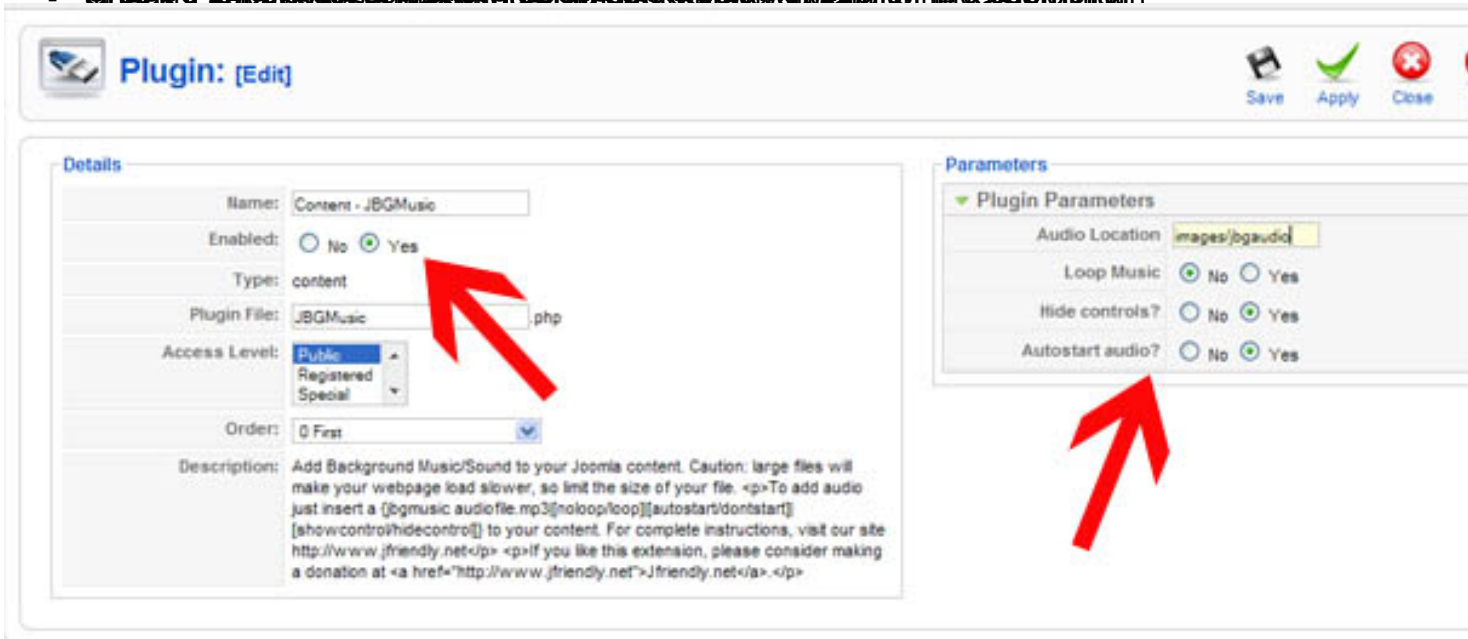 Plugin: [Edit]
Save Apply Close
Details
Name: Content - JBGMusic
Enabled: No Yes
Type: content
Plugin File: JBGMusic .php
Access Level: Public
Registered
Special
Order: 0 First
Description: Add Background Music/Sound to your Joomla content. Caution: large files will
make your webpage load slower, so limit the size of your file. <p>To add audio
just insert a {jbgmusic audiofile.mp3[noloop/loop][autostart/dontstart]
[showcontrol/hidecontrol]} to your content. For complete instructions, visit our site
http://www.jfriendly.net</p> <p>If you like this extension, please consider making
a donation at <a href="http://www.jfriendly.net">Jfriendly.net</a>.</p>
Parameters
Plugin Parameters
Audio Location images/jbgaudio
Loop Music No Yes
Hide controls? No Yes
Autostart audio? No Yes